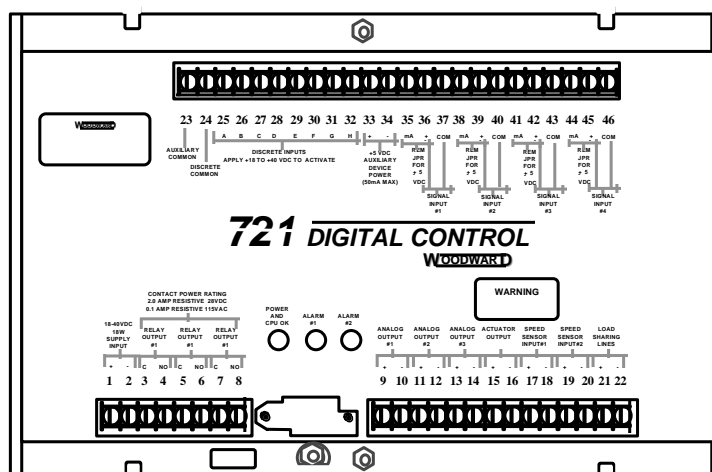 23 24 25 26 27 28 29 30 31 32 33 34 35 36 37 38 39 40 41 42 43 44 45 46
WOODWARD
A B C D E F G H + - mA + COM mA + COM mA + COM mA + COM
AUXILIARY
COMMON
DISCRETE
COMMON
DISCRETE INPUTS
APPLY +18 TO +40 VDC TO ACTIVATE
+5 VDC
AUXILIARY
DEVICE
POWER
(50mA MAX)
REM
JPR
FOR
± 5
VDC
SIGNAL
INPUT
#1
REM
JPR
FOR
± 5
VDC
SIGNAL
INPUT
#2
REM
JPR
FOR
± 5
VDC
SIGNAL
INPUT
#3
REM
JPR
FOR
± 5
VDC
SIGNAL
INPUT
#4
721 DIGITAL CONTROL
WOODWARD
WARNING
CONTACT POWER RATING
2.0 AMP RESISTIVE 28VDC
0.1 AMP RESISTIVE 115VAC
18-40VDC
18W
SUPPLY
INPUT
RELAY
OUTPUT
#1
RELAY
OUTPUT
#1
RELAY
OUTPUT
#1
POWER
AND
CPU OK
ALARM
#1
ALARM
#2
ANALOG
OUTPUT
#1
ANALOG
OUTPUT
#2
ANALOG
OUTPUT
#3
ACTUATOR
OUTPUT
SPEED
SENSOR
INPUT#1
SPEED
SENSOR
INPUT#2
LOAD
SHARING
LINES
+ - C NO C NO C NO
1 2 3 4 5 6 7 8
+ - + - + - + - + - + - + -
9 10 11 12 13 14 15 16 17 18 19 20 21 22